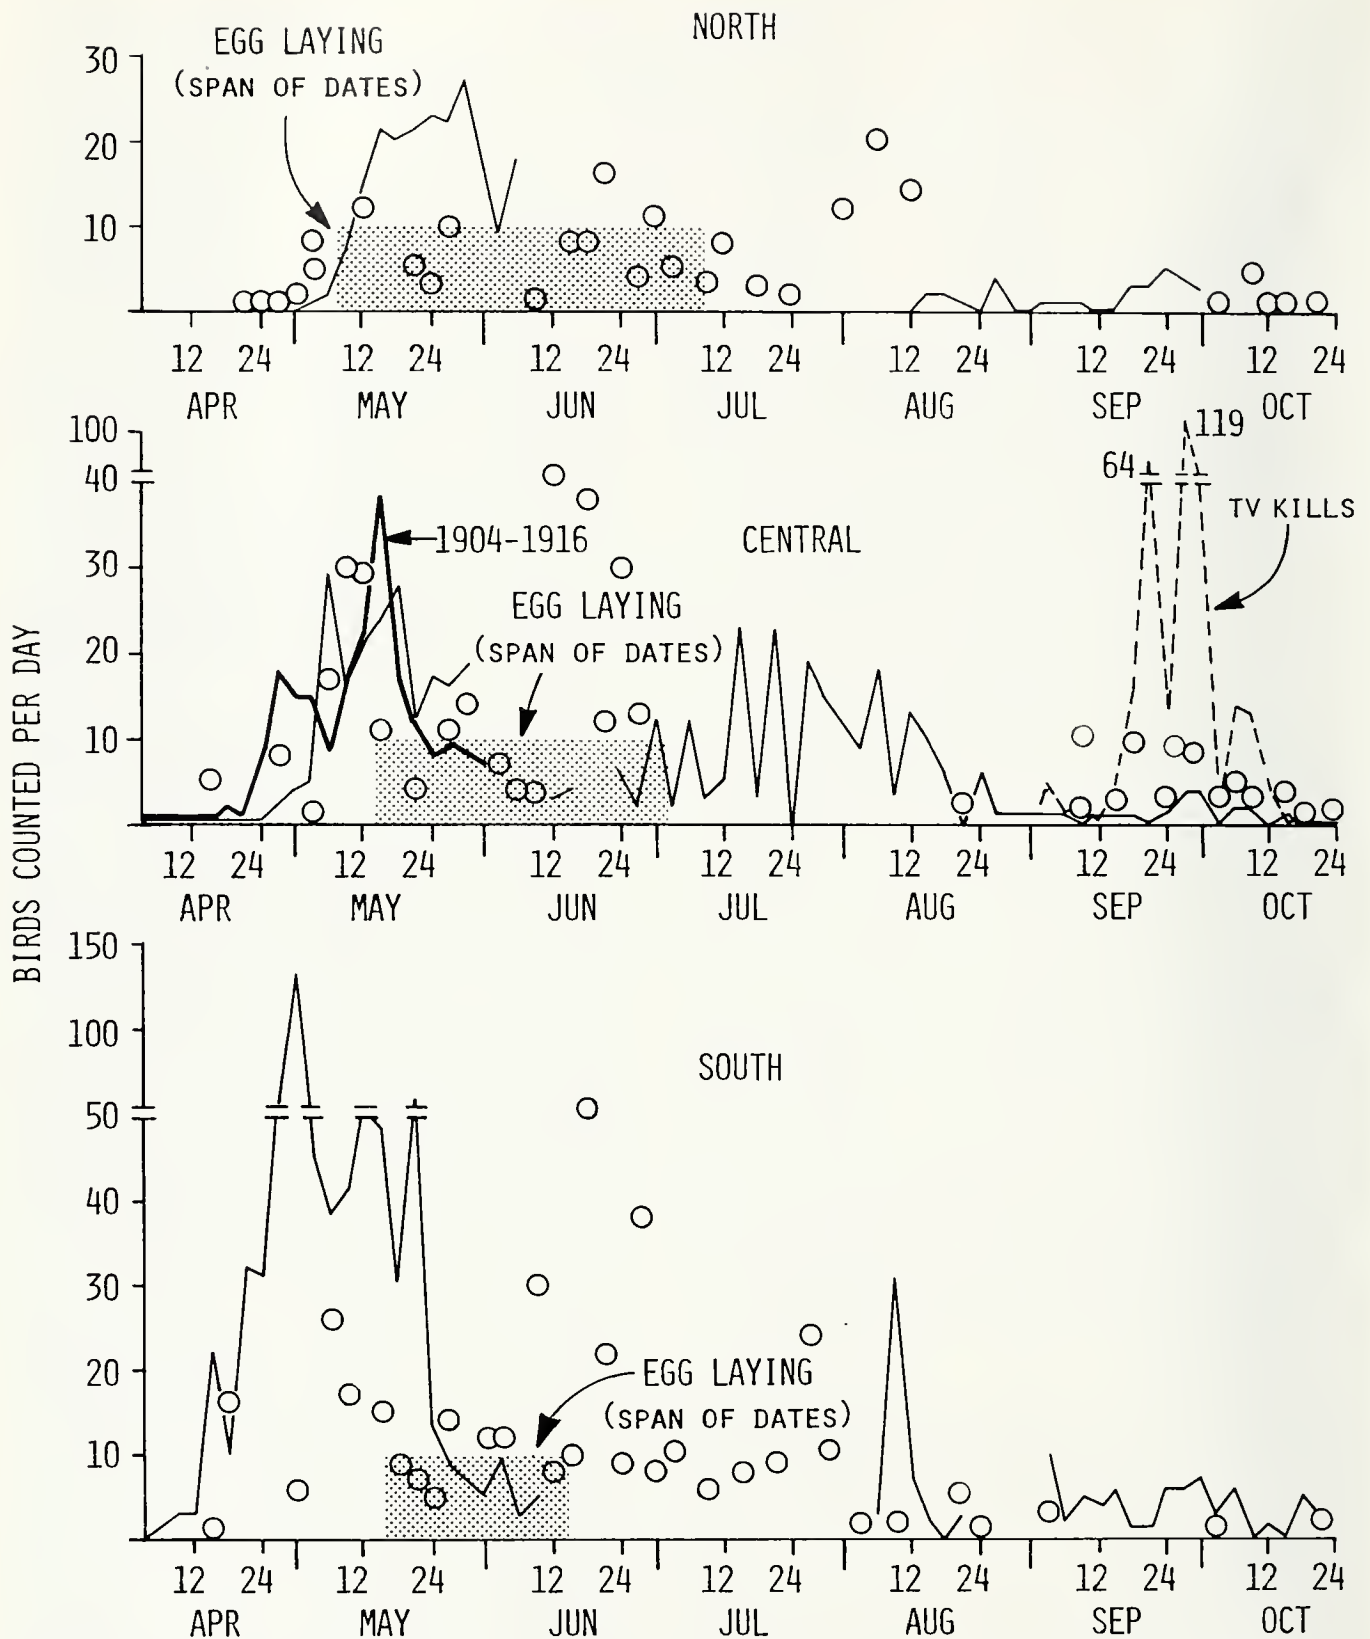 NORTH
EGG LAYING
(SPAN OF DATES)
30
20
10
12 24 12 24 12 24 12 24 12 24 12 24 12 24
APR MAY JUN JUL AUG SEP OCT
BIRDS COUNTED PER DAY
100
40
30
20
10
119
64
TV KILLS
1904-1916
CENTRAL
EGG LAYING
(SPAN OF DATES)
12 24 12 24 12 24 12 24 12 24 12 24 12 24
APR MAY JUN JUL AUG SEP OCT
150
100
50
40
30
20
10
SOUTH
EGG LAYING
(SPAN OF DATES)
12 24 12 24 12 24 12 24 12 24 12 24 12 24
APR MAY JUN JUL AUG SEP OCT